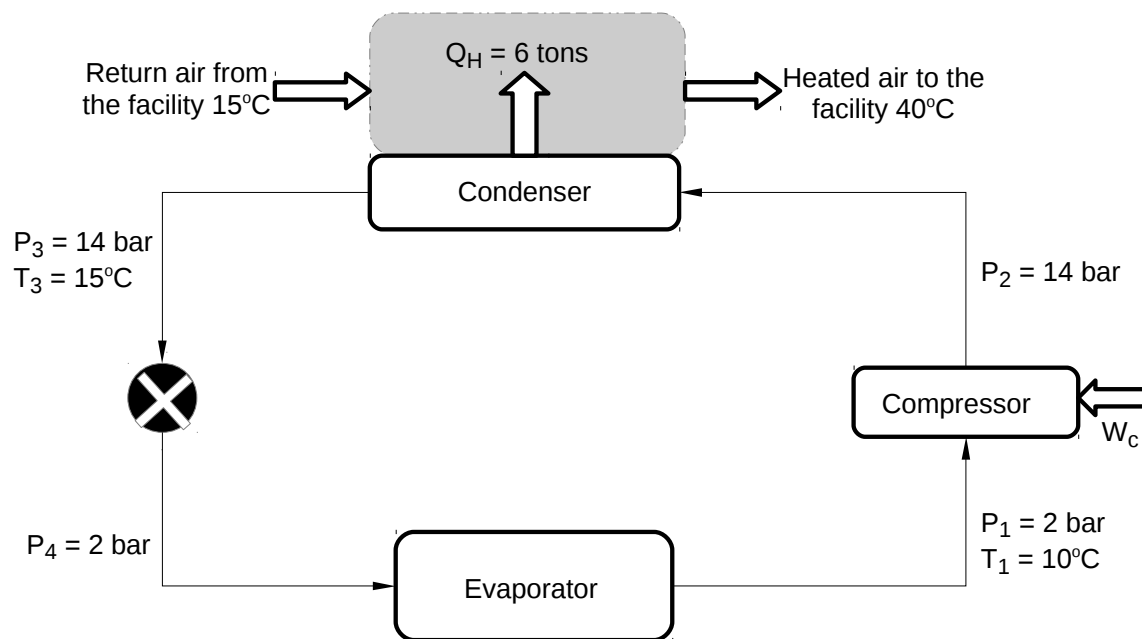 Return air from
the facility 15°C
Q_H = 6 tons
Heated air to the
facility 40°C
Condenser
P_3 = 14 bar
T_3 = 15°C
P_2 = 14 bar
Compressor
W_c
P_4 = 2 bar
Evaporator
P_1 = 2 bar
T_1 = 10°C